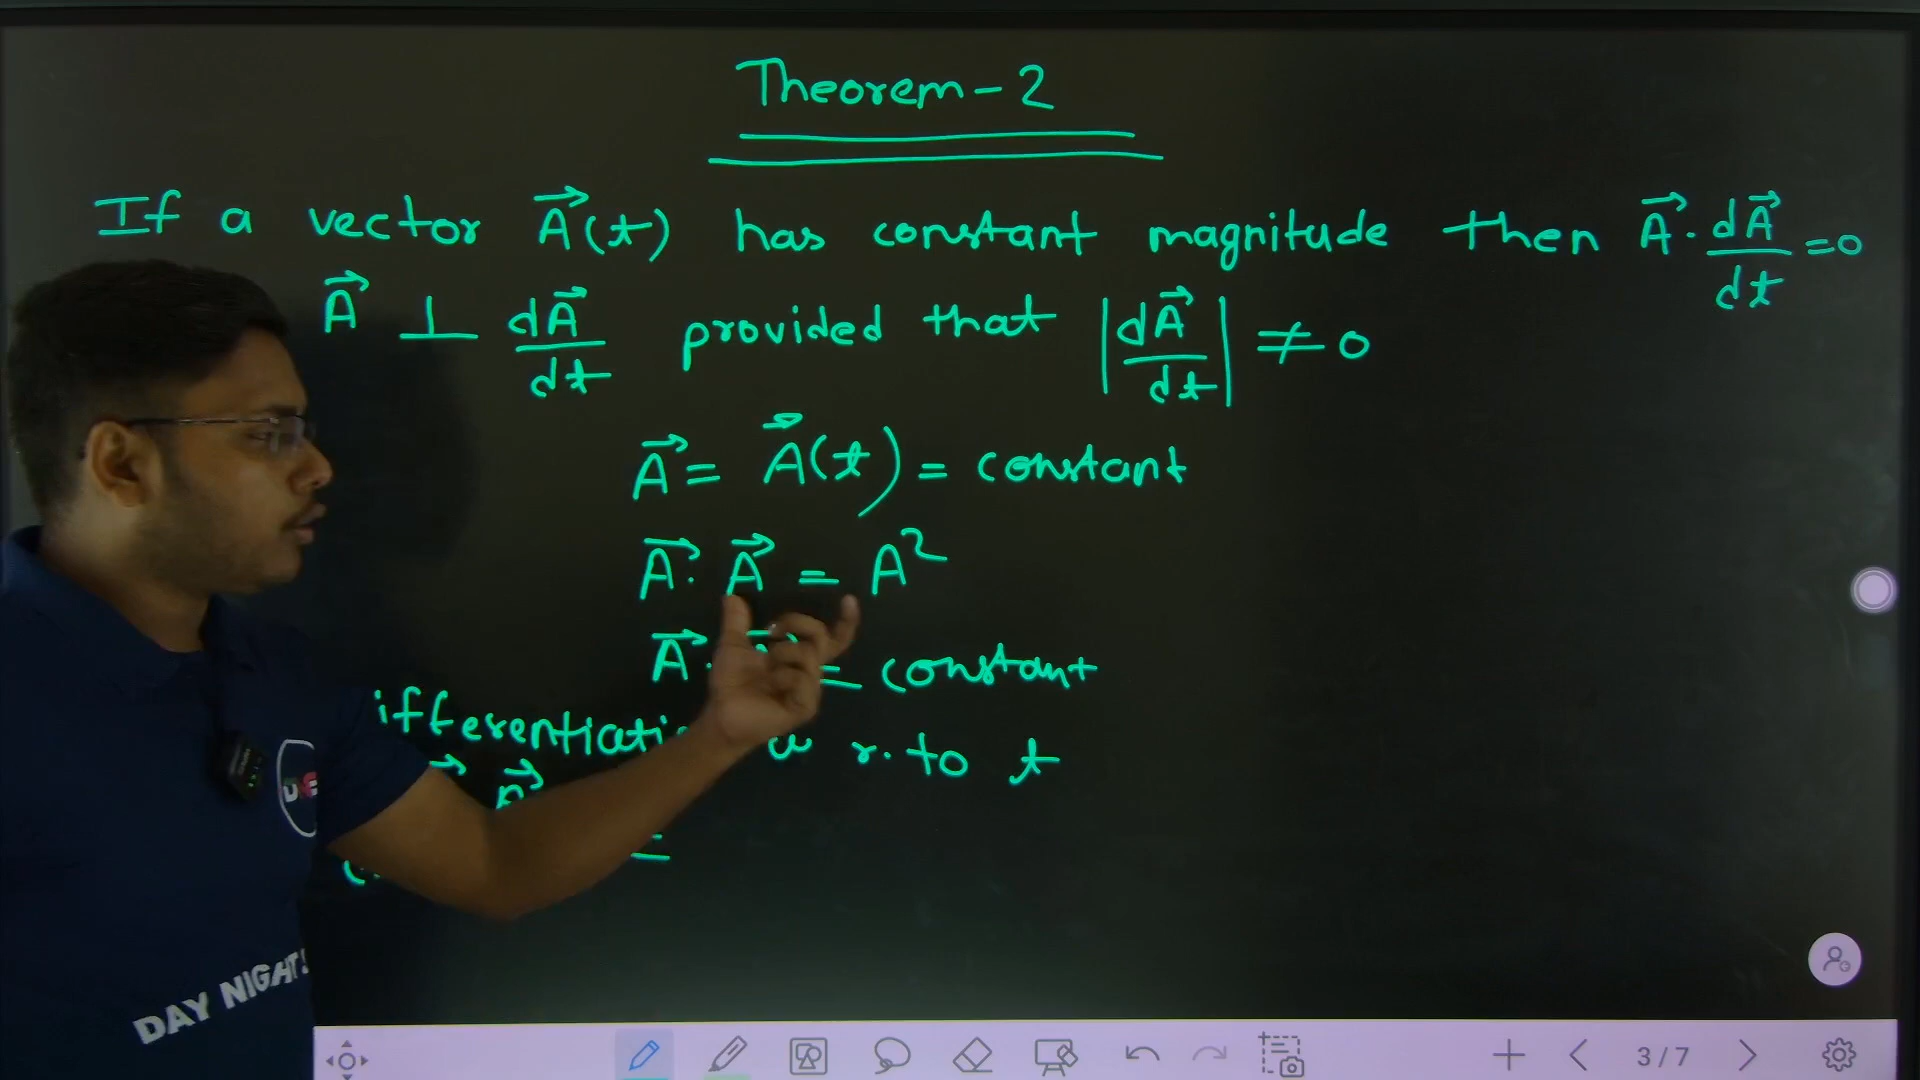 Theorem - 2
If a vector A⃗(t) has constant magnitude then A⃗ · dA⃗/dt = 0
A⃗ ⊥ dA⃗/dt provided that |dA⃗/dt| ≠ 0
A⃗ = A⃗(t) = constant
A⃗ · A⃗ = A²
A⃗ · = constant
w r. to t
=
DAY NIGHT!
3/7